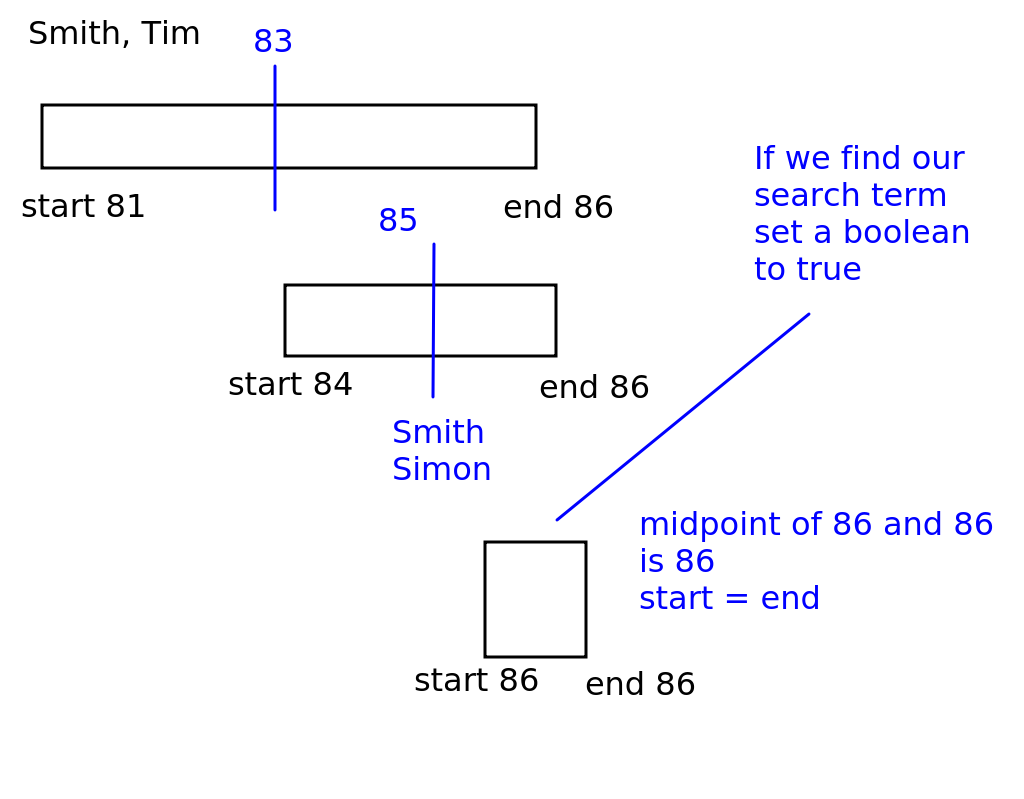 Smith, Tim
83
start 81
end 86
If we find our
search term
set a boolean
to true
85
start 84
end 86
Smith
Simon
midpoint of 86 and 86
is 86
start = end
start 86
end 86